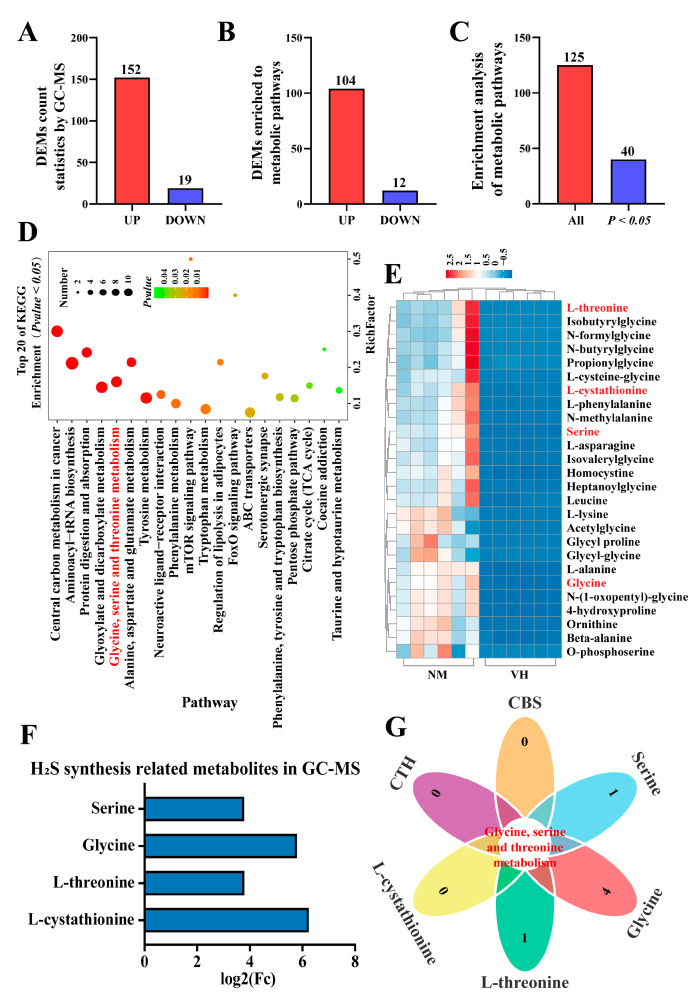 A
DEMs count
statistics by GC-MS
200
150
100
50
0
152
19
UP
DOWN
B
DEMs enriched to
metabolic pathways
150
100
50
0
104
12
UP
DOWN
C
Enrichment analysis
of metabolic pathways
150
100
50
0
125
40
All
P < 0.05
D
Top 20 of KEGG
Enrichment (Pvalue < 0.05)
Number
2
4
6
8
10
Pvalue
0.04
0.03
0.02
0.01
RichFactor
0.5
0.4
0.3
0.2
0.1
Central carbon metabolism in cancer
Aminoacyl−tRNA biosynthesis
Protein digestion and absorption
Glyoxylate and dicarboxylate metabolism
Glycine, serine and threonine metabolism
Alanine, aspartate and glutamate metabolism
Tyrosine metabolism
Neuroactive ligand−receptor interaction
Phenylalanine metabolism
mTOR signaling pathway
Tryptophan metabolism
Regulation of lipolysis in adipocytes
FoxO signaling pathway
ABC transporters
Serotonergic synapse
Phenylalanine, tyrosine and tryptophan biosynthesis
Pentose phosphate pathway
Citrate cycle (TCA cycle)
Cocaine addiction
Taurine and hypotaurine metabolism
Pathway
E
2.5
2
1.5
1
0.5
0
−0.5
L-threonine
Isobutyrylglycine
N-formylglycine
N-butyrylglycine
Propionylglycine
L-cysteine-glycine
L-cystathionine
L-phenylalanine
N-methylalanine
Serine
L-asparagine
Isovalerylglycine
Homocystine
Heptanoylglycine
Leucine
L-lysine
Acetylglycine
Glycyl proline
Glycyl-glycine
L-alanine
Glycine
N-(1-oxopentyl)-glycine
4-hydroxyproline
Ornithine
Beta-alanine
O-phosphoserine
NM
VH
F
H₂S synthesis related metabolites in GC-MS
Serine
Glycine
L-threonine
L-cystathionine
0
2
4
6
8
log2(Fc)
G
CBS
0
CTH
0
Serine
1
Glycine, serine
and threonine
metabolism
L-cystathionine
0
Glycine
4
1
L-threonine